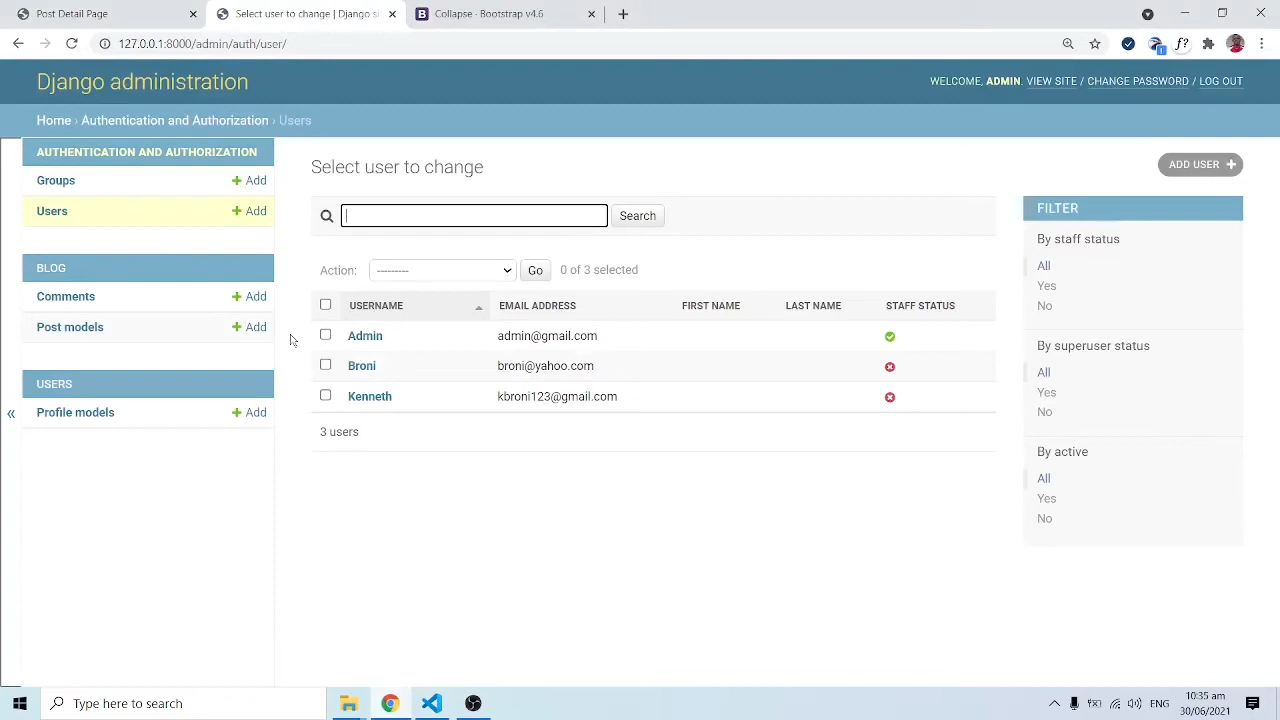 Post Detail Page
Select user to change | Django si
Collapse · Bootstrap v4.6
127.0.0.1:8000/admin/auth/user/
Django administration
WELCOME, ADMIN. VIEW SITE / CHANGE PASSWORD / LOG OUT
Home › Authentication and Authorization › Users
AUTHENTICATION AND AUTHORIZATION
Groups + Add
Users + Add
BLOG
Comments + Add
Post models + Add
USERS
Profile models + Add
«
Select user to change
ADD USER +
Search
Action: --------- Go 0 of 3 selected
USERNAME EMAIL ADDRESS FIRST NAME LAST NAME STAFF STATUS
Admin admin@gmail.com
Broni broni@yahoo.com
Kenneth kbroni123@gmail.com
3 users
FILTER
By staff status
All
Yes
No
By superuser status
All
Yes
No
By active
All
Yes
No
Type here to search
ENG
10:35 am
30/06/2021